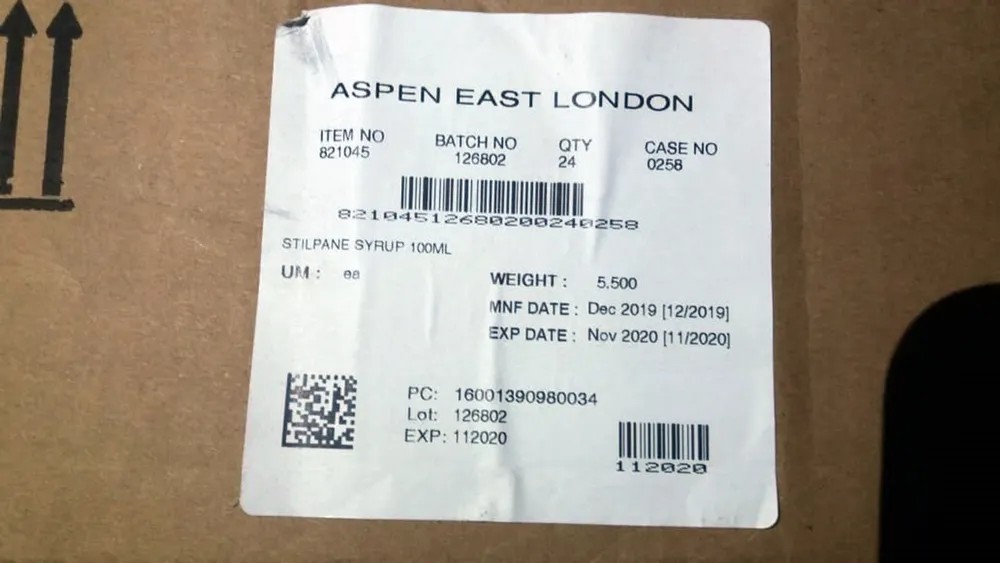 ASPEN EAST LONDON
ITEM NO BATCH NO QTY CASE NO
821045 126802 24 0258
82104512680200240258
STILPANE SYRUP 100ML
UM : ea WEIGHT : 5.500
MNF DATE : Dec 2019 [12/2019]
EXP DATE : Nov 2020 [11/2020]
PC: 16001390980034
Lot: 126802
EXP: 112020
112020